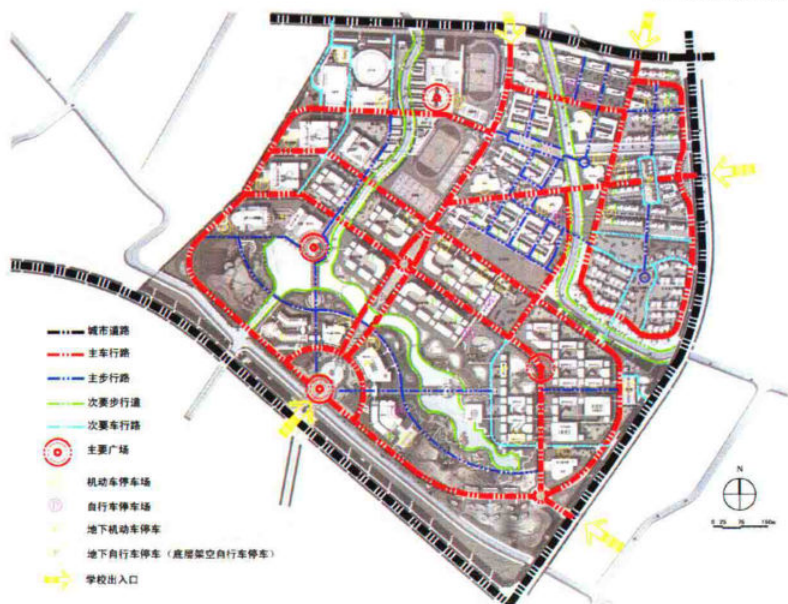 城市道路
主车行路
主步行路
次要步行道
次要车行路
主要广场
机动车停车场
自行车停车场
地下机动车停车
地下自行车停车（底层架空自行车停车）
学校出入口
N
0 25 75 150m